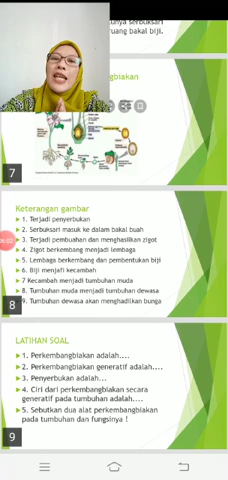 unya serbuksari
ruang bakal biji.
gbiakan
7
Keterangan gambar
1. Terjadi penyerbukan
2. Serbuksari masuk ke dalam bakal buah
3. Terjadi pembuahan dan menghasilkan zigot
4. Zigot berkembang menjadi lembaga
5. Lembaga berkembang dan pembentukan biji
6. Biji menjafi kecambah
7 Kecambah menjadi tumbuhan muda
8. Tumbuhan muda menjadi tumbuhan dewasa
9. Tumbuhan dewasa akan menghadilkan bunga
8
LATIHAN SOAL
1. Perkembangbiakan adalah....
2. Perkembangbiakan generatif adalah....
3. Penyerbukan adalah...
4. Ciri dari perkembangbiakan secara
generatif pada tumbuhan adalah....
5. Sebutkan dua alat perkembangbiakan
pada tumbuhan dan fungsinya !
9